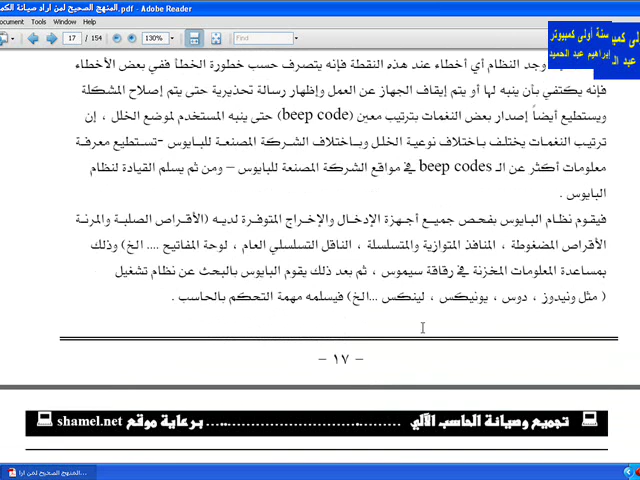 المنهج الصحيح لمن اراد صيانة الكم....pdf - Adobe Reader
Document Tools Window Help
17 / 154 130% Find
سنة أولى كمبيوتر
إبراهيم عبد الحميد
وجد النظام أي أخطاء عند هذه النقطة فإنه يتصرف حسب خطورة الخطأ ففي بعض الأخطاء
فإنه يكتفي بأن ينبه لها أو يتم إيقاف الجهاز عن العمل وإظهار رسالة تحذيرية حتى يتم إصلاح المشكلة
ويستطيع أيضاً إصدار بعض النغمات بترتيب معين (beep code) حتى ينبه المستخدم لموضع الخلل ، إن
ترتيب النغمات يختلف باختلاف نوعية الخلل وباختلاف الشركة المصنعة للبايوس -تستطيع معرفة
معلومات أكثر عن الـ beep codes في مواقع الشركة المصنعة للبايوس – ومن ثم يسلم القيادة لنظام
البايوس .
فيقوم نظام البايوس بفحص جميع أجهزة الإدخال والإخراج المتوفرة لديه (الأقراص الصلبة والمرنة
الأقراص المضغوطة ، المنافذ المتوازية والمتسلسلة ، الناقل التسلسلي العام ، لوحة المفاتيح .... الخ) وذلك
بمساعدة المعلومات المخزنة في رقاقة سيموس ، ثم بعد ذلك يقوم البايوس بالبحث عن نظام تشغيل
( مثل ونيدوز ، دوس ، يونيكس ، لينكس ...الخ) فيسلمه مهمة التحكم بالحاسب .
– ١٧ –
تجميع وصيانة الحاسب الآلي ........................................ برعاية موقع shamel.net
المنهج الصحيح لمن ارا...